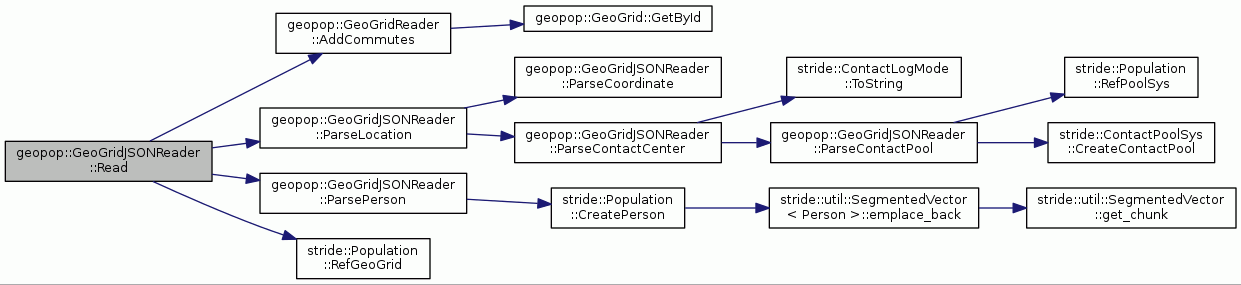 geopop::GeoGridJSONReader
::Read
geopop::GeoGridReader
::AddCommutes
geopop::GeoGrid::GetById
geopop::GeoGridJSONReader
::ParseLocation
geopop::GeoGridJSONReader
::ParseCoordinate
geopop::GeoGridJSONReader
::ParseContactCenter
stride::ContactLogMode
::ToString
geopop::GeoGridJSONReader
::ParseContactPool
stride::Population
::RefPoolSys
stride::ContactPoolSys
::CreateContactPool
geopop::GeoGridJSONReader
::ParsePerson
stride::Population
::CreatePerson
stride::util::SegmentedVector
< Person >::emplace_back
stride::util::SegmentedVector
::get_chunk
stride::Population
::RefGeoGrid